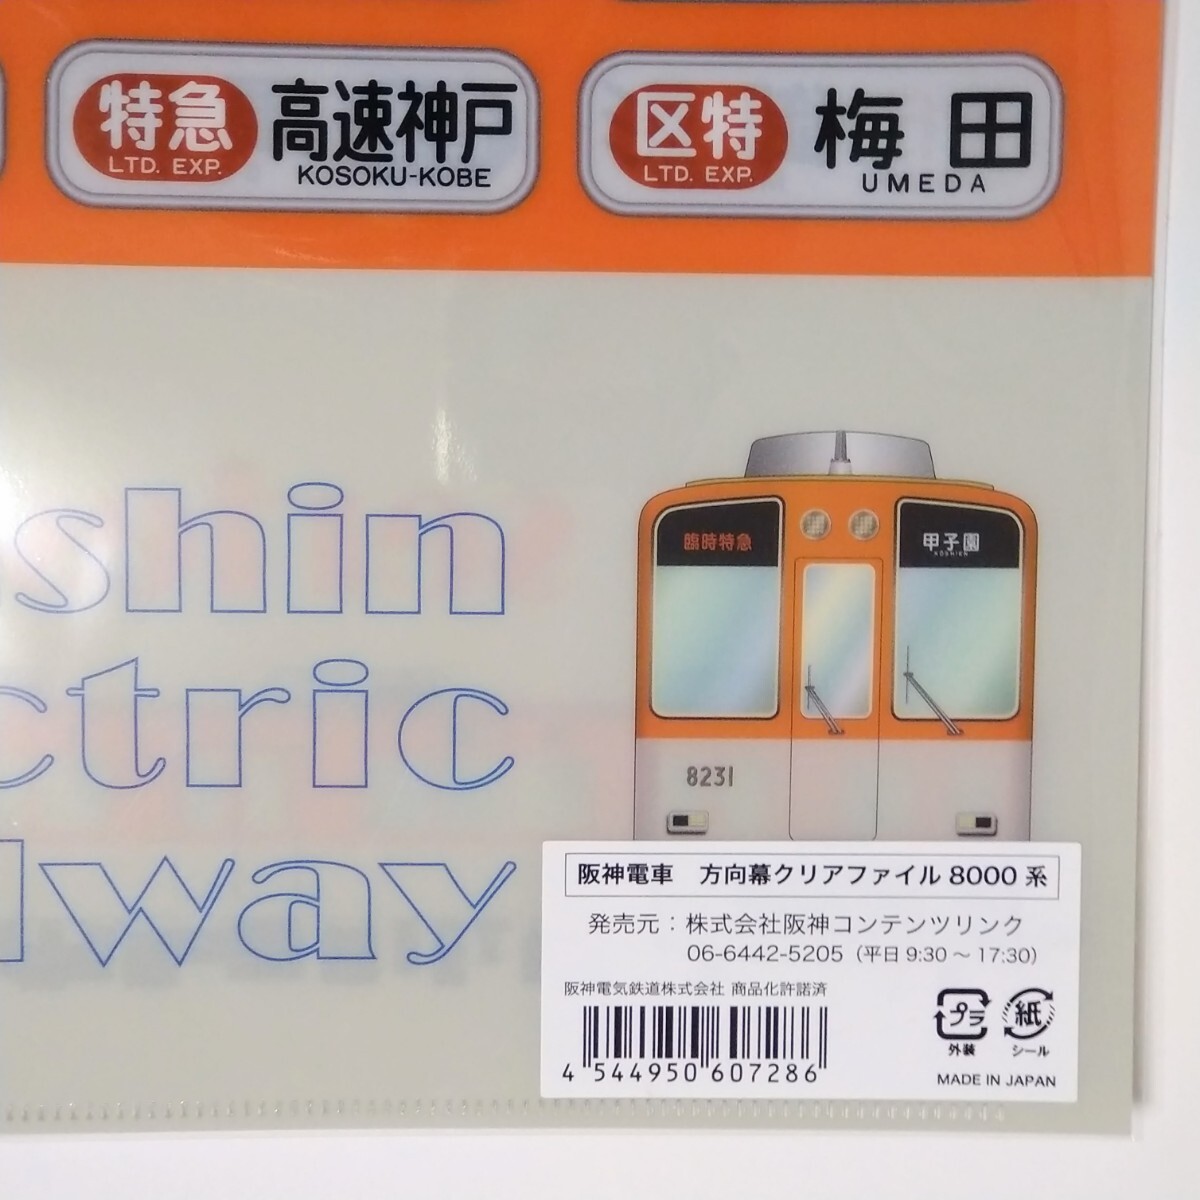 特急 高速神戸
LTD. EXP. KOSOKU-KOBE
区特 梅田
LTD. EXP. UMEDA
shin
ctric
lway
臨時特急
甲子園
KOSHIEN
8231
阪神電車 方向幕クリアファイル 8000 系
発売元：株式会社阪神コンテンツリンク
06-6442-5205（平日 9:30 ～ 17:30）
阪神電気鉄道株式会社 商品化許諾済
4 544950 607286
プラ 外装
紙 シール
MADE IN JAPAN